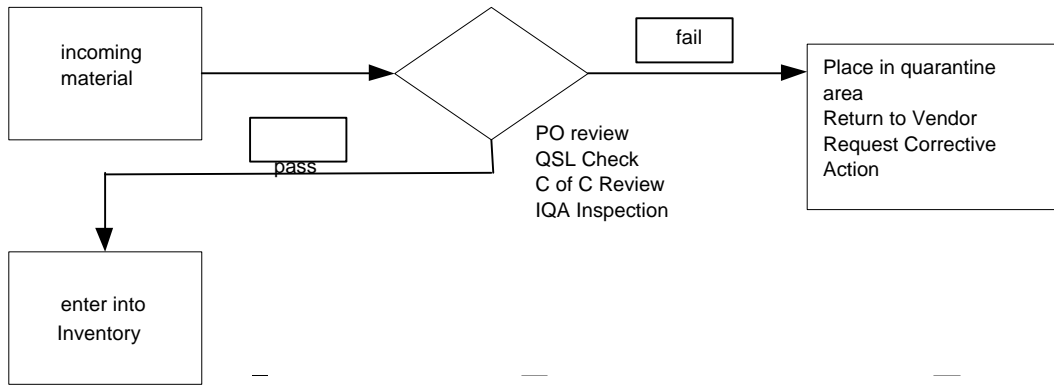 incoming
material
fail
Place in quarantine
area
Return to Vendor
Request Corrective
Action
PO review
QSL Check
C of C Review
IQA Inspection
pass
enter into
Inventory